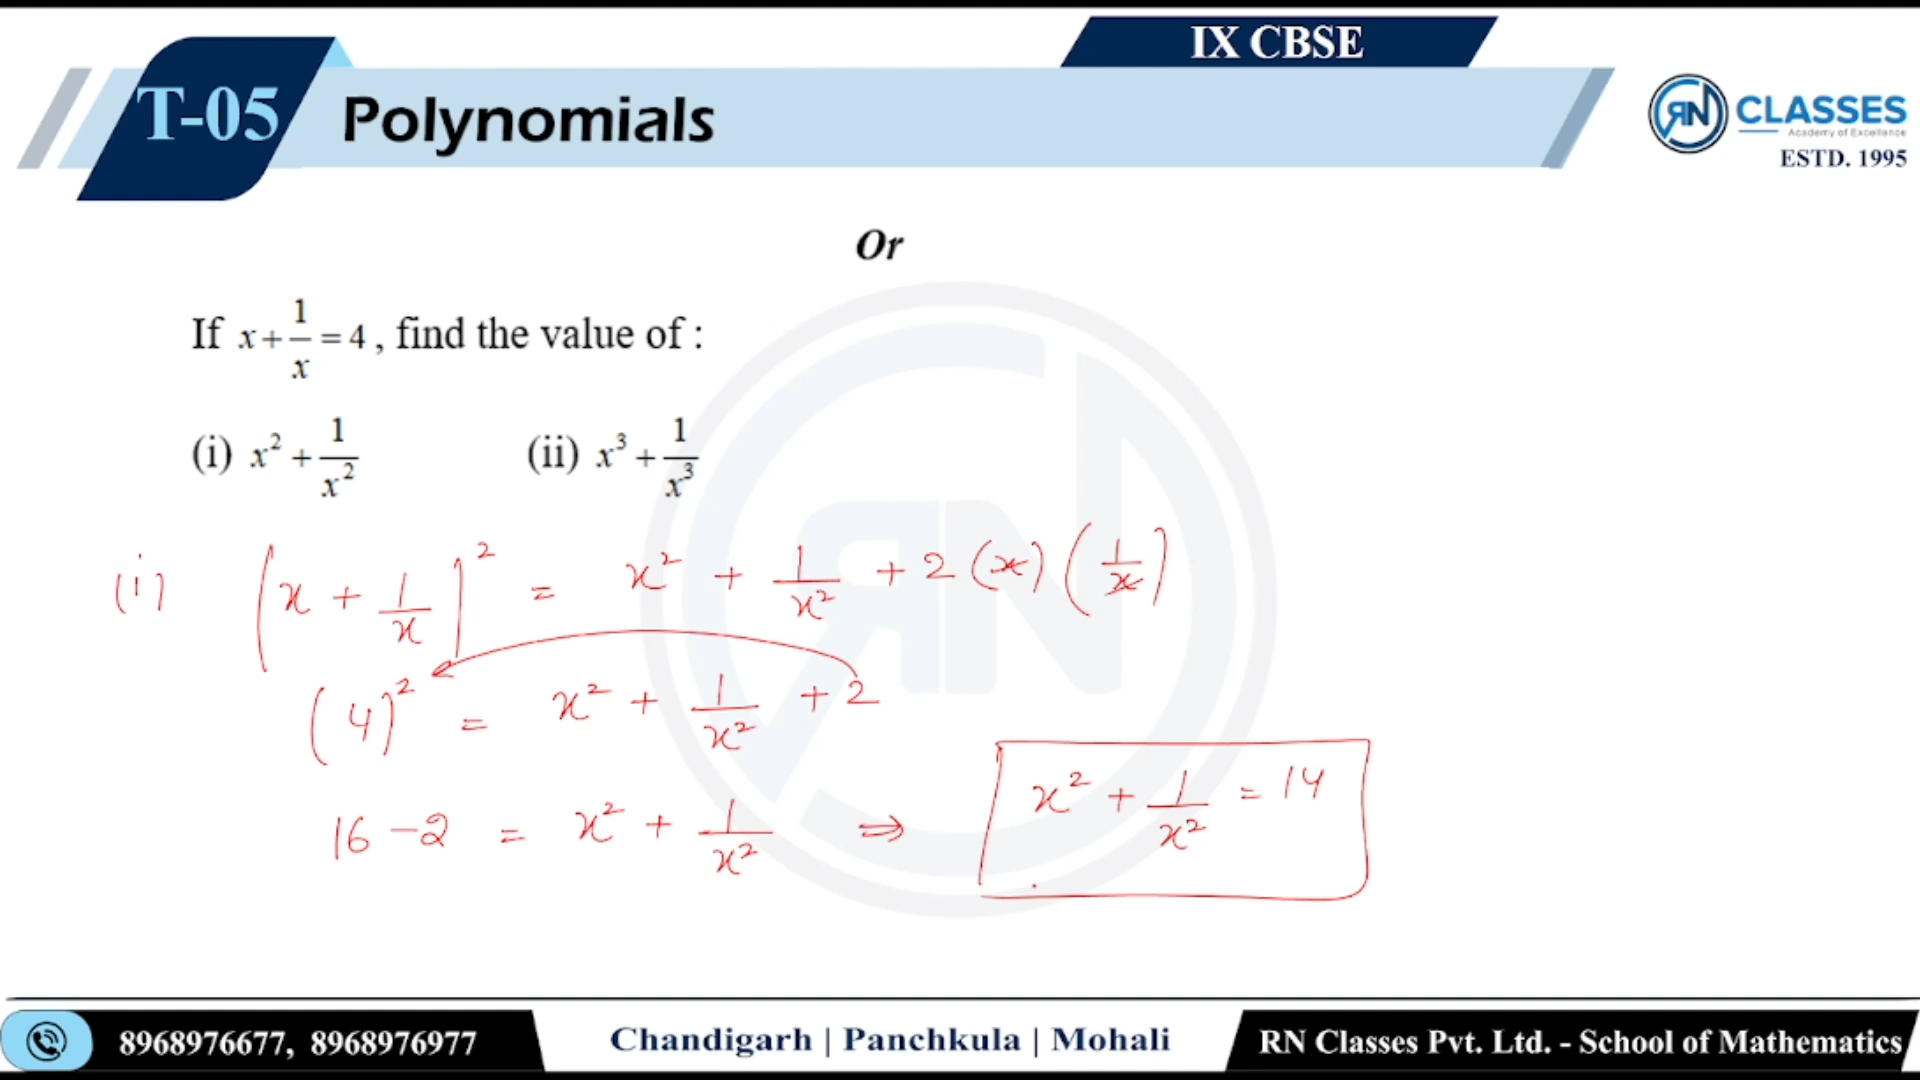 IX CBSE
T-05 Polynomials
RN CLASSES
Academy of Excellence
ESTD. 1995
Or
If x + 1/x = 4, find the value of :
(i) x² + 1/x² (ii) x³ + 1/x³
(i) [x + 1/x]² = x² + 1/x² + 2 (x) (1/x)
(4)² = x² + 1/x² + 2
16 - 2 = x² + 1/x² ⇒ x² + 1/x² = 14
8968976677, 8968976977 Chandigarh | Panchkula | Mohali RN Classes Pvt. Ltd. - School of Mathematics